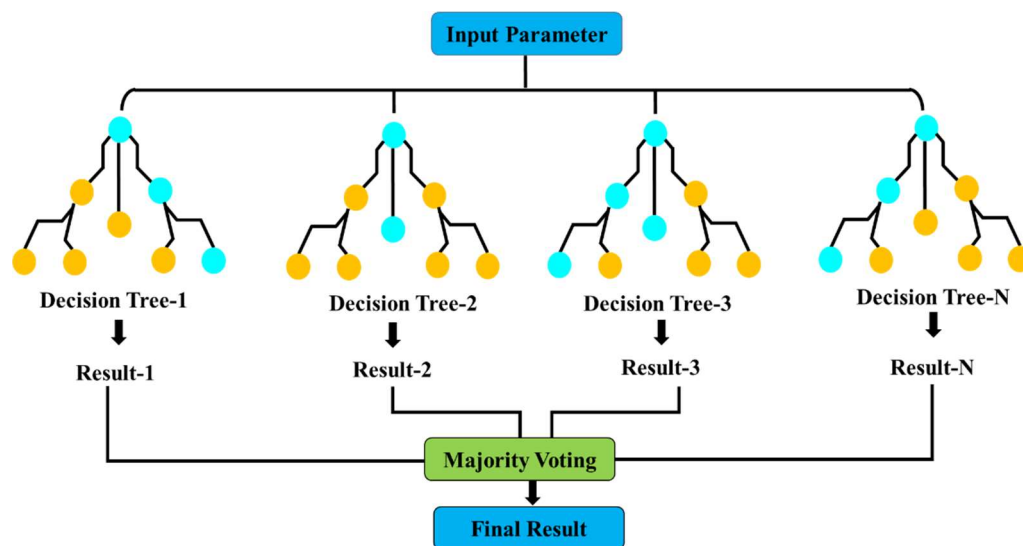 Input Parameter
Decision Tree-1
Decision Tree-2
Decision Tree-3
Decision Tree-N
Result-1
Result-2
Result-3
Result-N
Majority Voting
Final Result